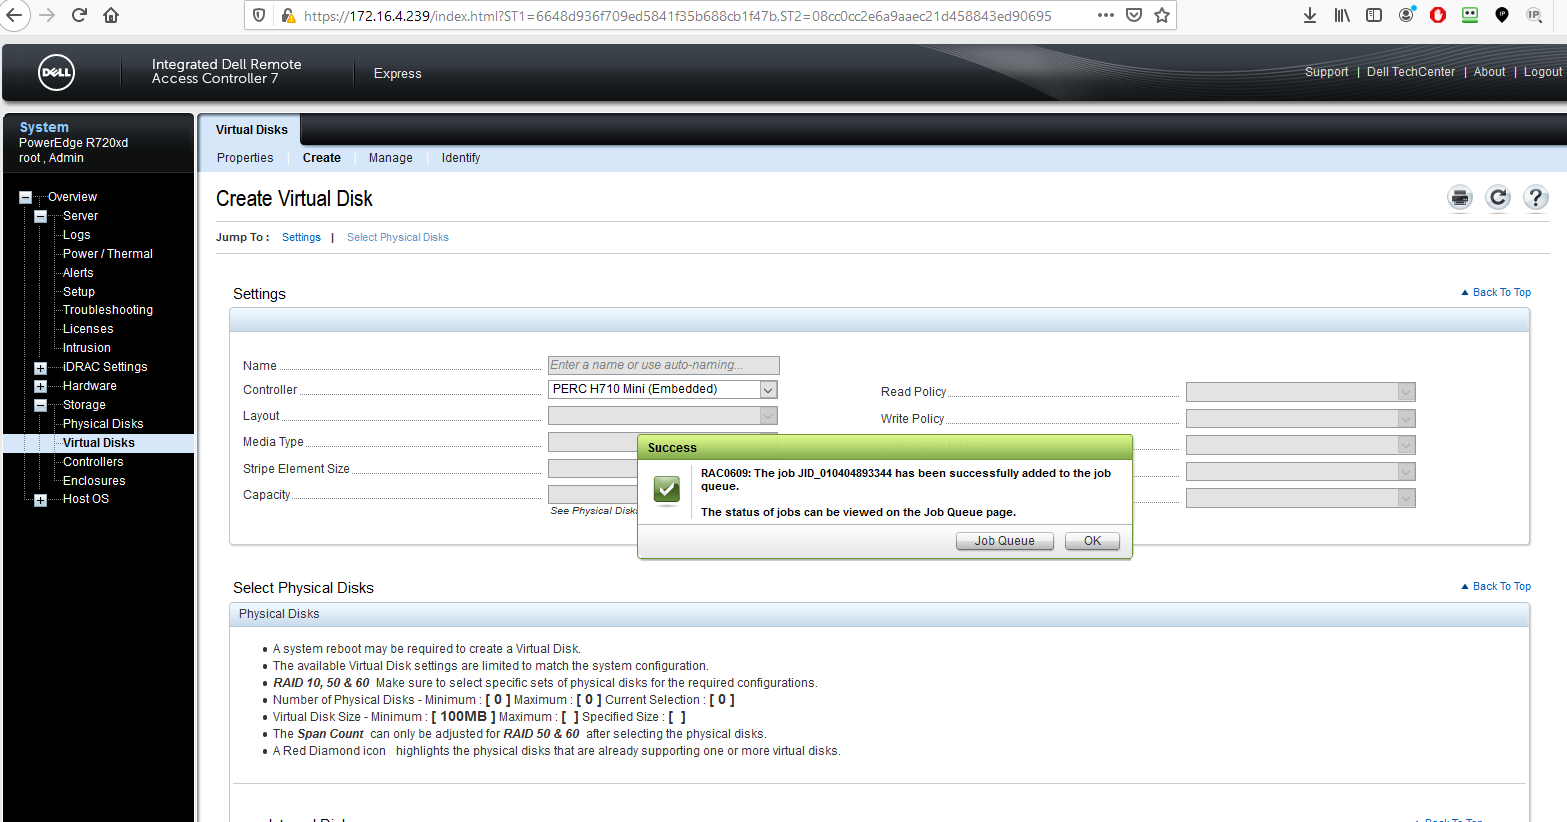 https://172.16.4.239/index.html?ST1=6648d936f709ed5841f35b688cb1f47b,ST2=08cc0cc2e6a9aaec21d458843ed90695
IP
IP
DELL
Integrated Dell Remote
Access Controller 7
Express
Support | Dell TechCenter | About | Logout
System
PowerEdge R720xd
root , Admin
Overview
Server
Logs
Power / Thermal
Alerts
Setup
Troubleshooting
Licenses
Intrusion
iDRAC Settings
Hardware
Storage
Physical Disks
Virtual Disks
Controllers
Enclosures
Host OS
Virtual Disks
Properties | Create | Manage | Identify
Create Virtual Disk
Jump To : Settings | Select Physical Disks
Settings
Back To Top
Name
Enter a name or use auto-naming...
Controller
PERC H710 Mini (Embedded)
Layout
Media Type
Stripe Element Size
Capacity
See Physical Disks
Read Policy
Write Policy
Success
RAC0609: The job JID_010404893344 has been successfully added to the job
queue.
The status of jobs can be viewed on the Job Queue page.
Job Queue
OK
Select Physical Disks
Back To Top
Physical Disks
• A system reboot may be required to create a Virtual Disk.
• The available Virtual Disk settings are limited to match the system configuration.
• RAID 10, 50 & 60 Make sure to select specific sets of physical disks for the required configurations.
• Number of Physical Disks - Minimum : [ 0 ] Maximum : [ 0 ] Current Selection : [ 0 ]
• Virtual Disk Size - Minimum : [ 100MB ] Maximum : [ ] Specified Size : [ ]
• The Span Count can only be adjusted for RAID 50 & 60 after selecting the physical disks.
• A Red Diamond icon highlights the physical disks that are already supporting one or more virtual disks.
Back To Top